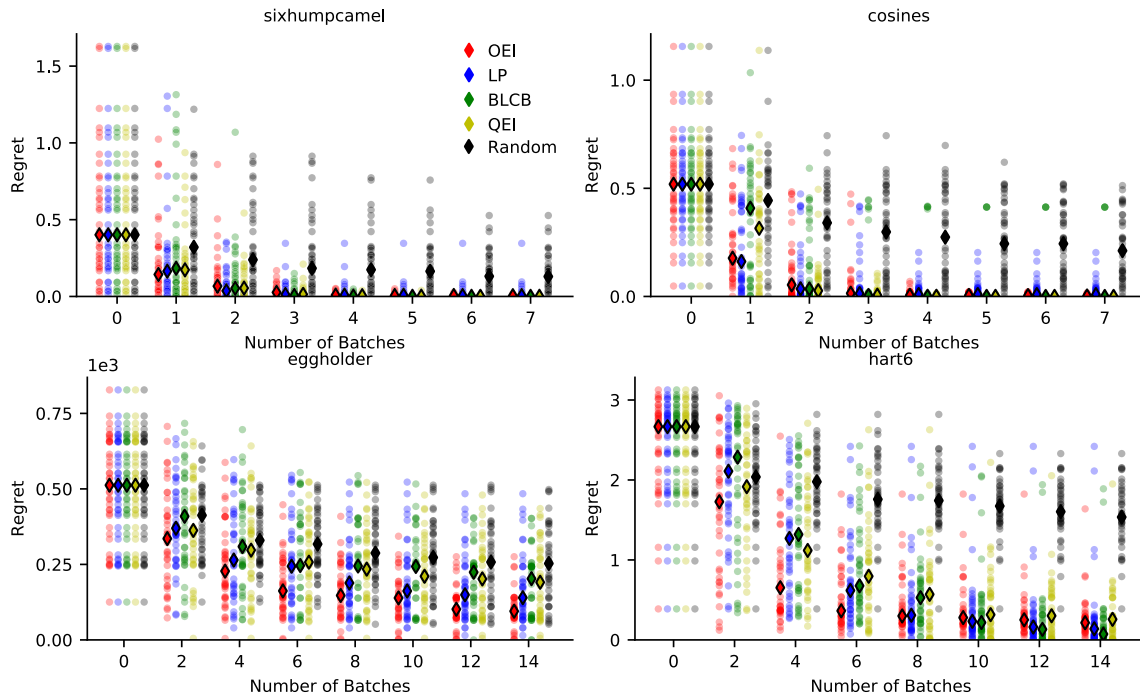 sixhumpcamel
1.5
1.0
0.5
0.0
Regret
0 1 2 3 4 5 6 7
Number of Batches
OEI
LP
BLCB
QEI
Random
cosines
1.0
0.5
0.0
Regret
0 1 2 3 4 5 6 7
Number of Batches
eggholder
1e3
0.75
0.50
0.25
0.00
Regret
0 2 4 6 8 10 12 14
Number of Batches
hart6
3
2
1
0
Regret
0 2 4 6 8 10 12 14
Number of Batches